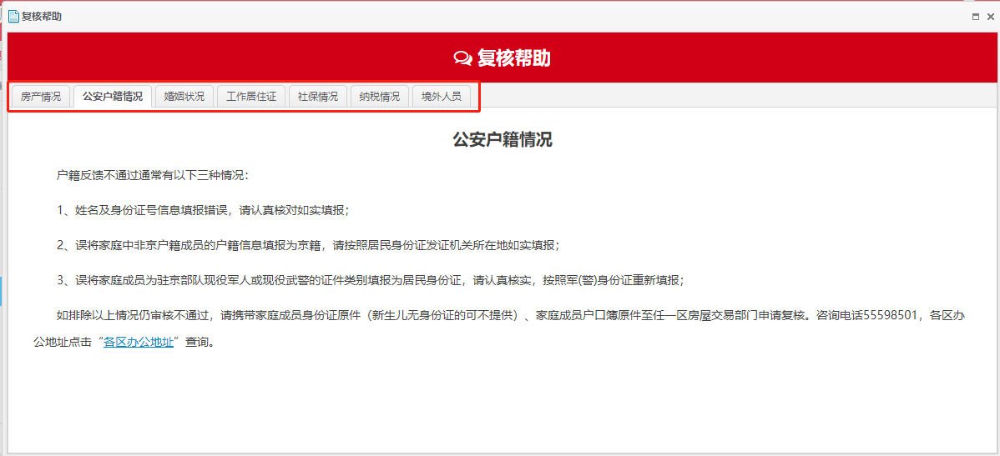 复核帮助
复核帮助
房产情况 公安户籍情况 婚姻状况 工作居住证 社保情况 纳税情况 境外人员
公安户籍情况
户籍反馈不通过通常有以下三种情况：
1、姓名及身份证号信息填报错误，请认真核对如实填报；
2、误将家庭中非京户籍成员的户籍信息填报为京籍，请按照居民身份证发证机关所在地如实填报；
3、误将家庭成员为驻京部队现役军人或现役武警的证件类别填报为居民身份证，请认真核实，按照军(警)身份证重新填报；
如排除以上情况仍审核不通过，请携带家庭成员身份证原件（新生儿无身份证的可不提供）、家庭成员户口簿原件至任一区房屋交易部门申请复核。咨询电话55598501，各区办
公地址点击“各区办公地址”查询。